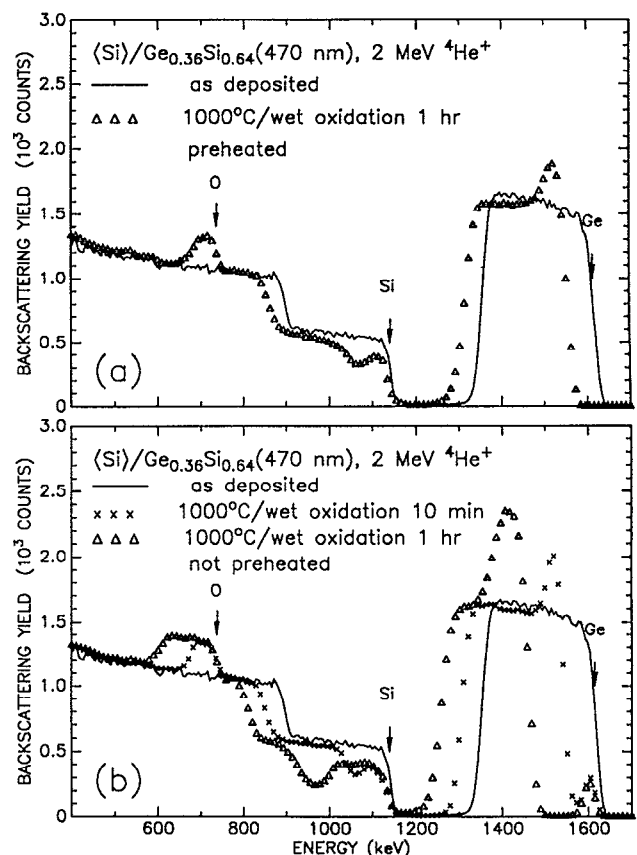 3.0
2.5
2.0
1.5
1.0
0.5
0
BACKSCATTERING YIELD (10³ COUNTS)
⟨Si⟩/Ge0.36Si0.64(470 nm), 2 MeV ⁴He⁺
as deposited
1000°C/wet oxidation 1 hr
preheated
O
Si
Ge
(a)
3.0
2.5
2.0
1.5
1.0
0.5
0
BACKSCATTERING YIELD (10³ COUNTS)
⟨Si⟩/Ge0.36Si0.64(470 nm), 2 MeV ⁴He⁺
as deposited
1000°C/wet oxidation 10 min
1000°C/wet oxidation 1 hr
not preheated
O
Si
Ge
(b)
600 800 1000 1200 1400 1600
ENERGY (keV)